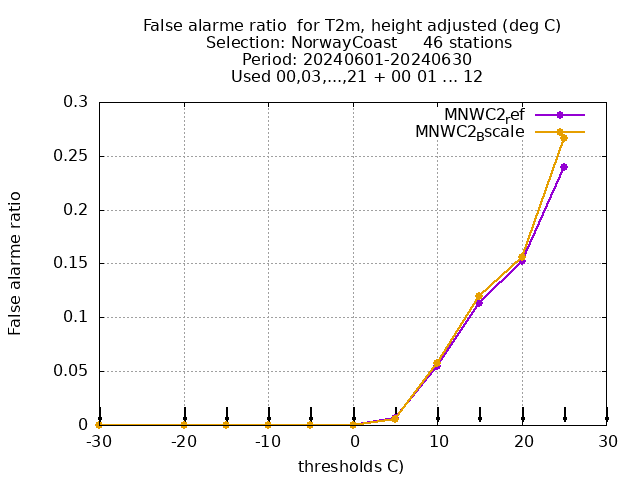 False alarme ratio  for T2m, height adjusted (deg C)
Selection: NorwayCoast     46 stations
Period: 20240601-20240630
Used 00,03,...,21 + 00 01 ... 12
MNWC2ref
MNWC2Bscale
False alarme ratio
0.3
0.25
0.2
0.15
0.1
0.05
0
-30 -20 -10 0 10 20 30
thresholds C)